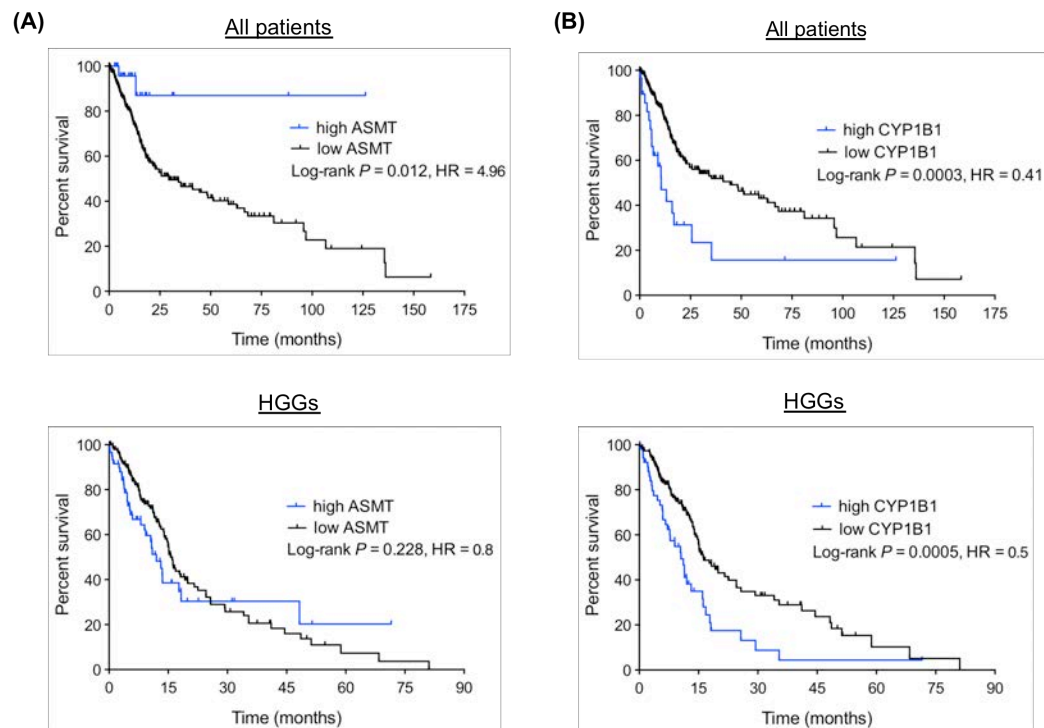 (A)
All patients
Percent survival
100
80
60
40
20
0
high ASMT
low ASMT
Log-rank P = 0.012, HR = 4.96
0 25 50 75 100 125 150 175
Time (months)
(B)
All patients
Percent survival
100
80
60
40
20
0
high CYP1B1
low CYP1B1
Log-rank P = 0.0003, HR = 0.41
0 25 50 75 100 125 150 175
Time (months)
HGGs
Percent survival
100
80
60
40
20
0
high ASMT
low ASMT
Log-rank P = 0.228, HR = 0.8
0 15 30 45 60 75 90
Time (months)
HGGs
Percent survival
100
80
60
40
20
0
high CYP1B1
low CYP1B1
Log-rank P = 0.0005, HR = 0.5
0 15 30 45 60 75 90
Time (months)